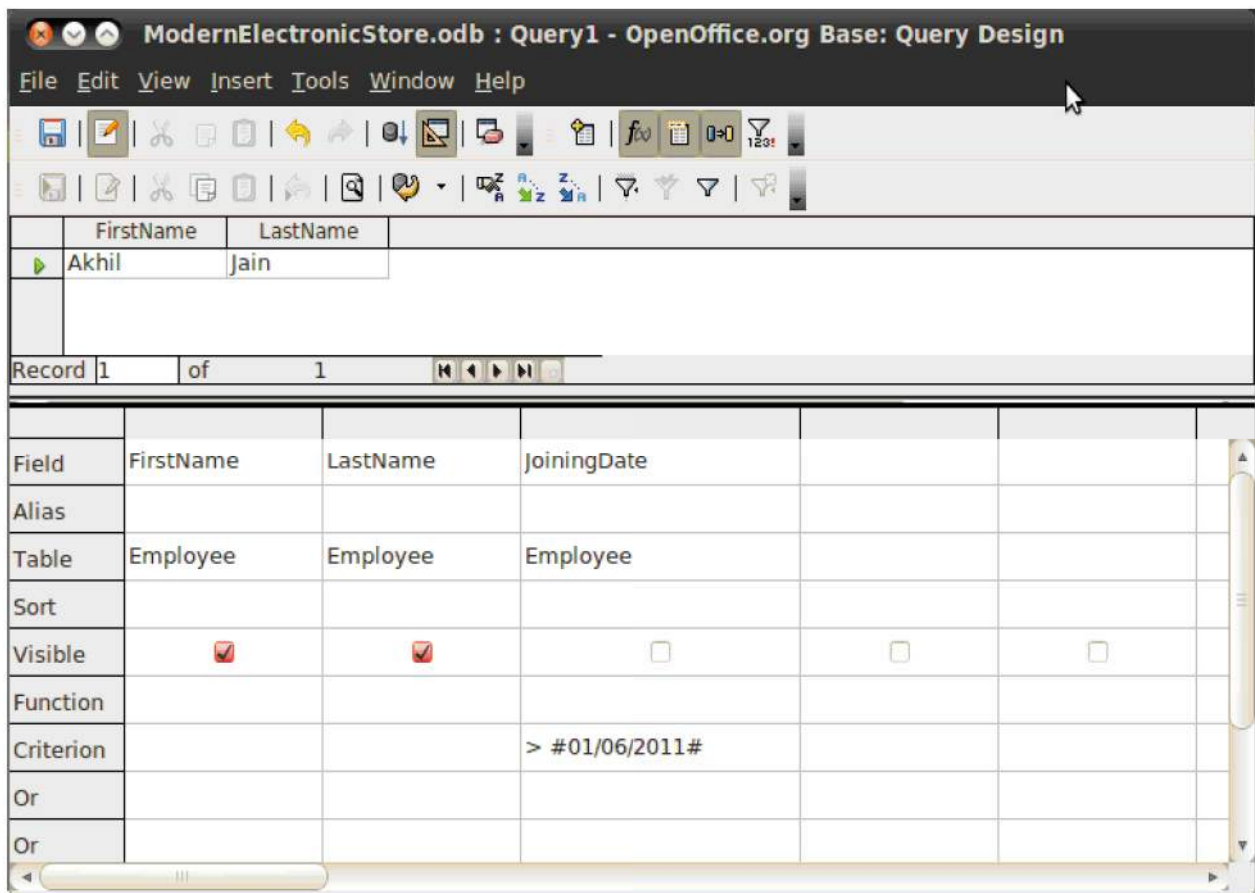 ModernElectronicStore.odb : Query1 - OpenOffice.org Base: Query Design
File Edit View Insert Tools Window Help
f(x) 123!
A Z Z A
FirstName LastName
Akhil Jain
Record 1 of 1
Field FirstName LastName JoiningDate
Alias
Table Employee Employee Employee
Sort
Visible
Function
Criterion > #01/06/2011#
Or
Or